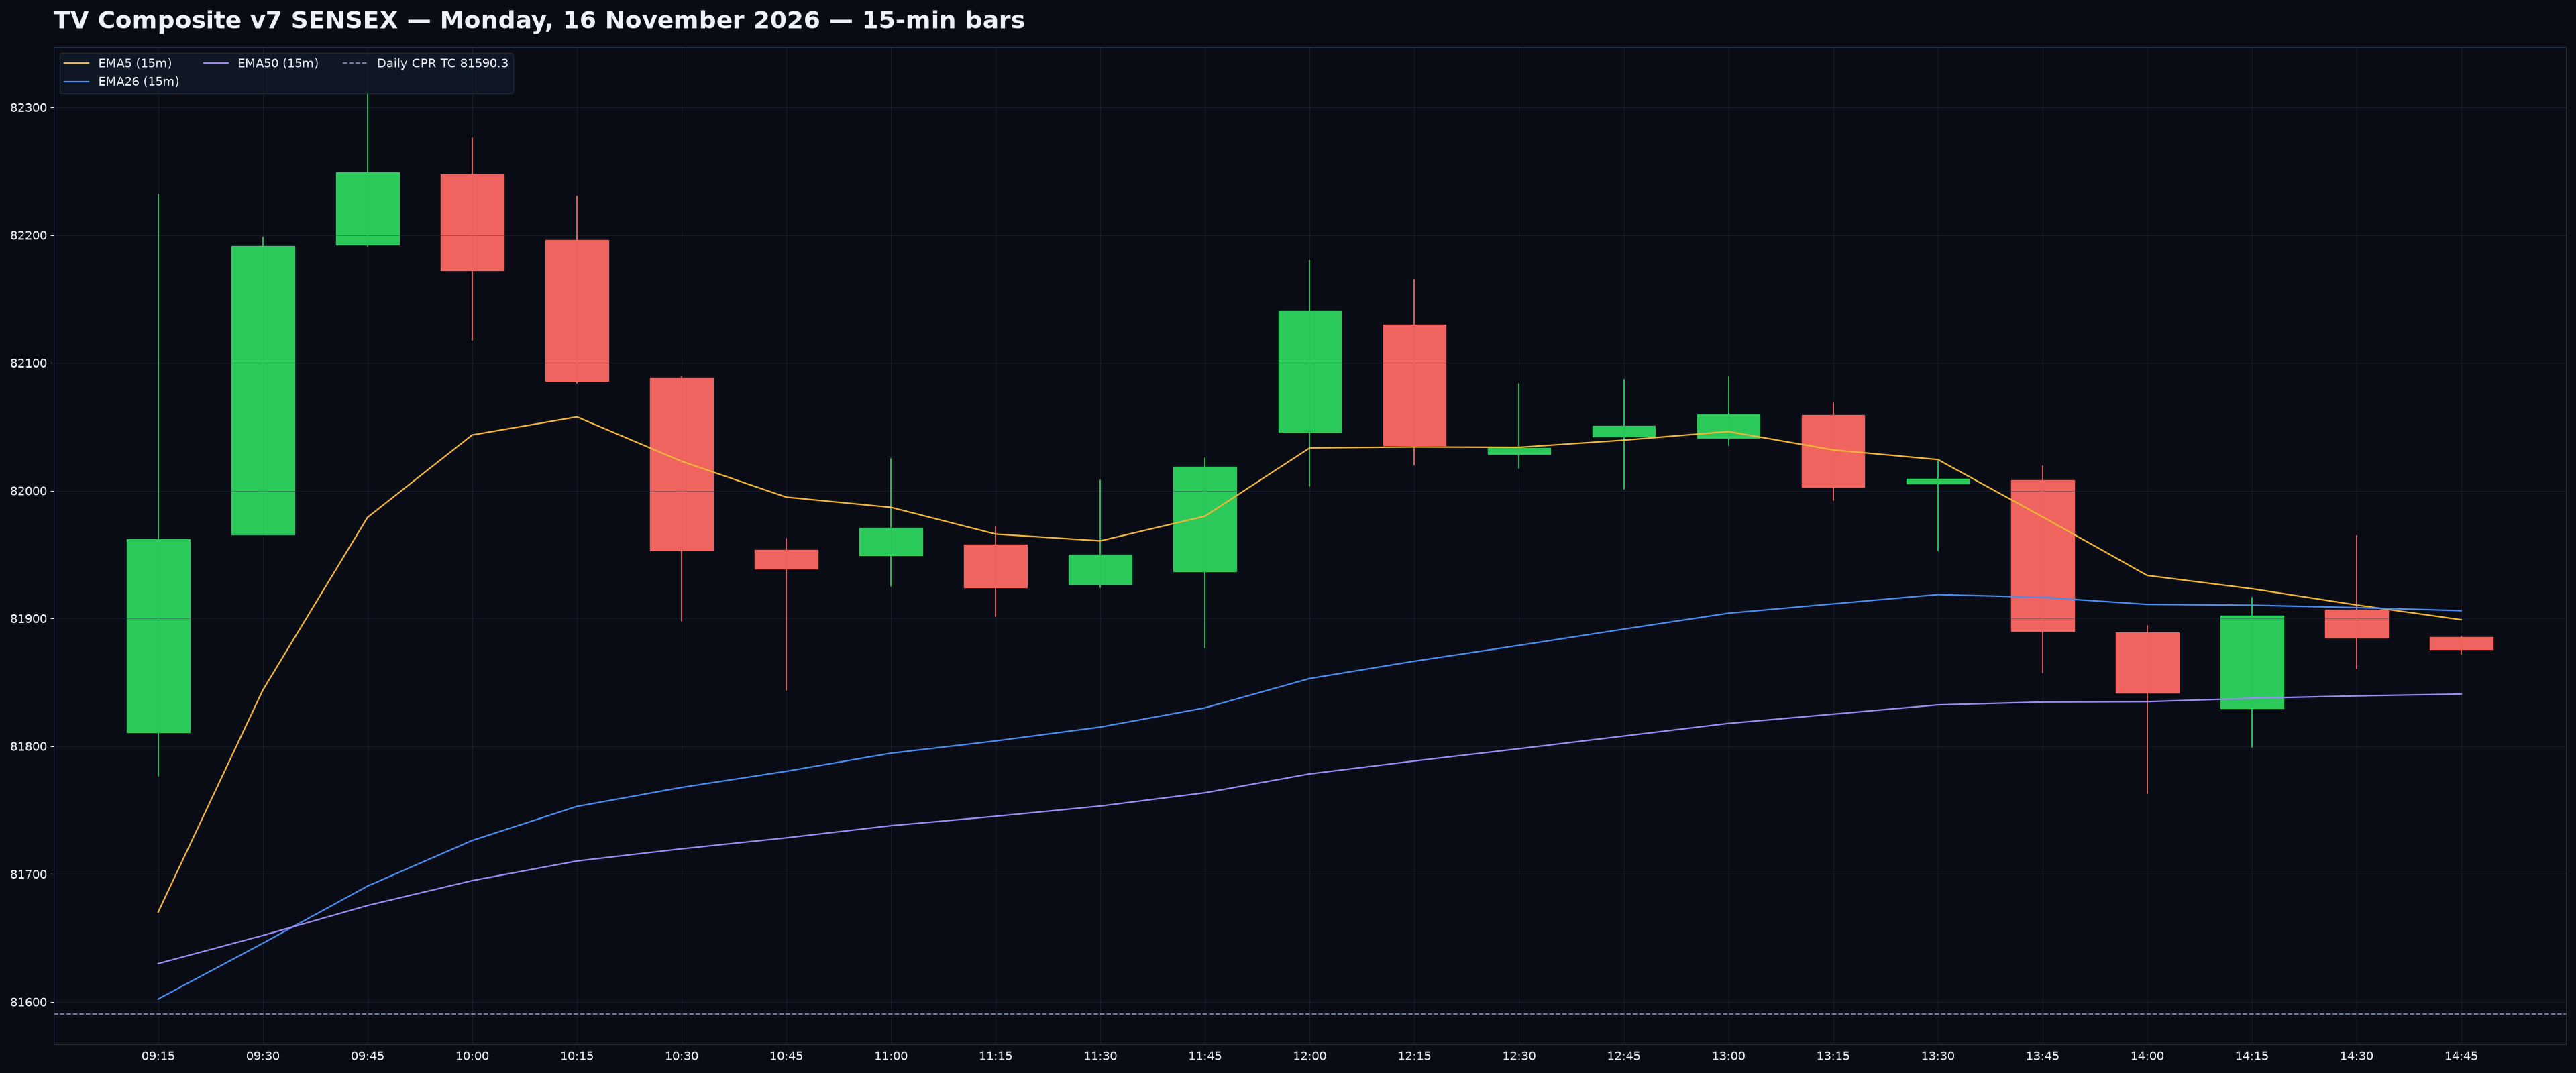 TV Composite v7 SENSEX — Monday, 16 November 2026 — 15-min bars
EMA5 (15m) EMA50 (15m) Daily CPR TC 81590.3
EMA26 (15m)
82300
82200
82100
82000
81900
81800
81700
81600
09:15 09:30 09:45 10:00 10:15 10:30 10:45 11:00 11:15 11:30 11:45 12:00 12:15 12:30 12:45 13:00 13:15 13:30 13:45 14:00 14:15 14:30 14:45